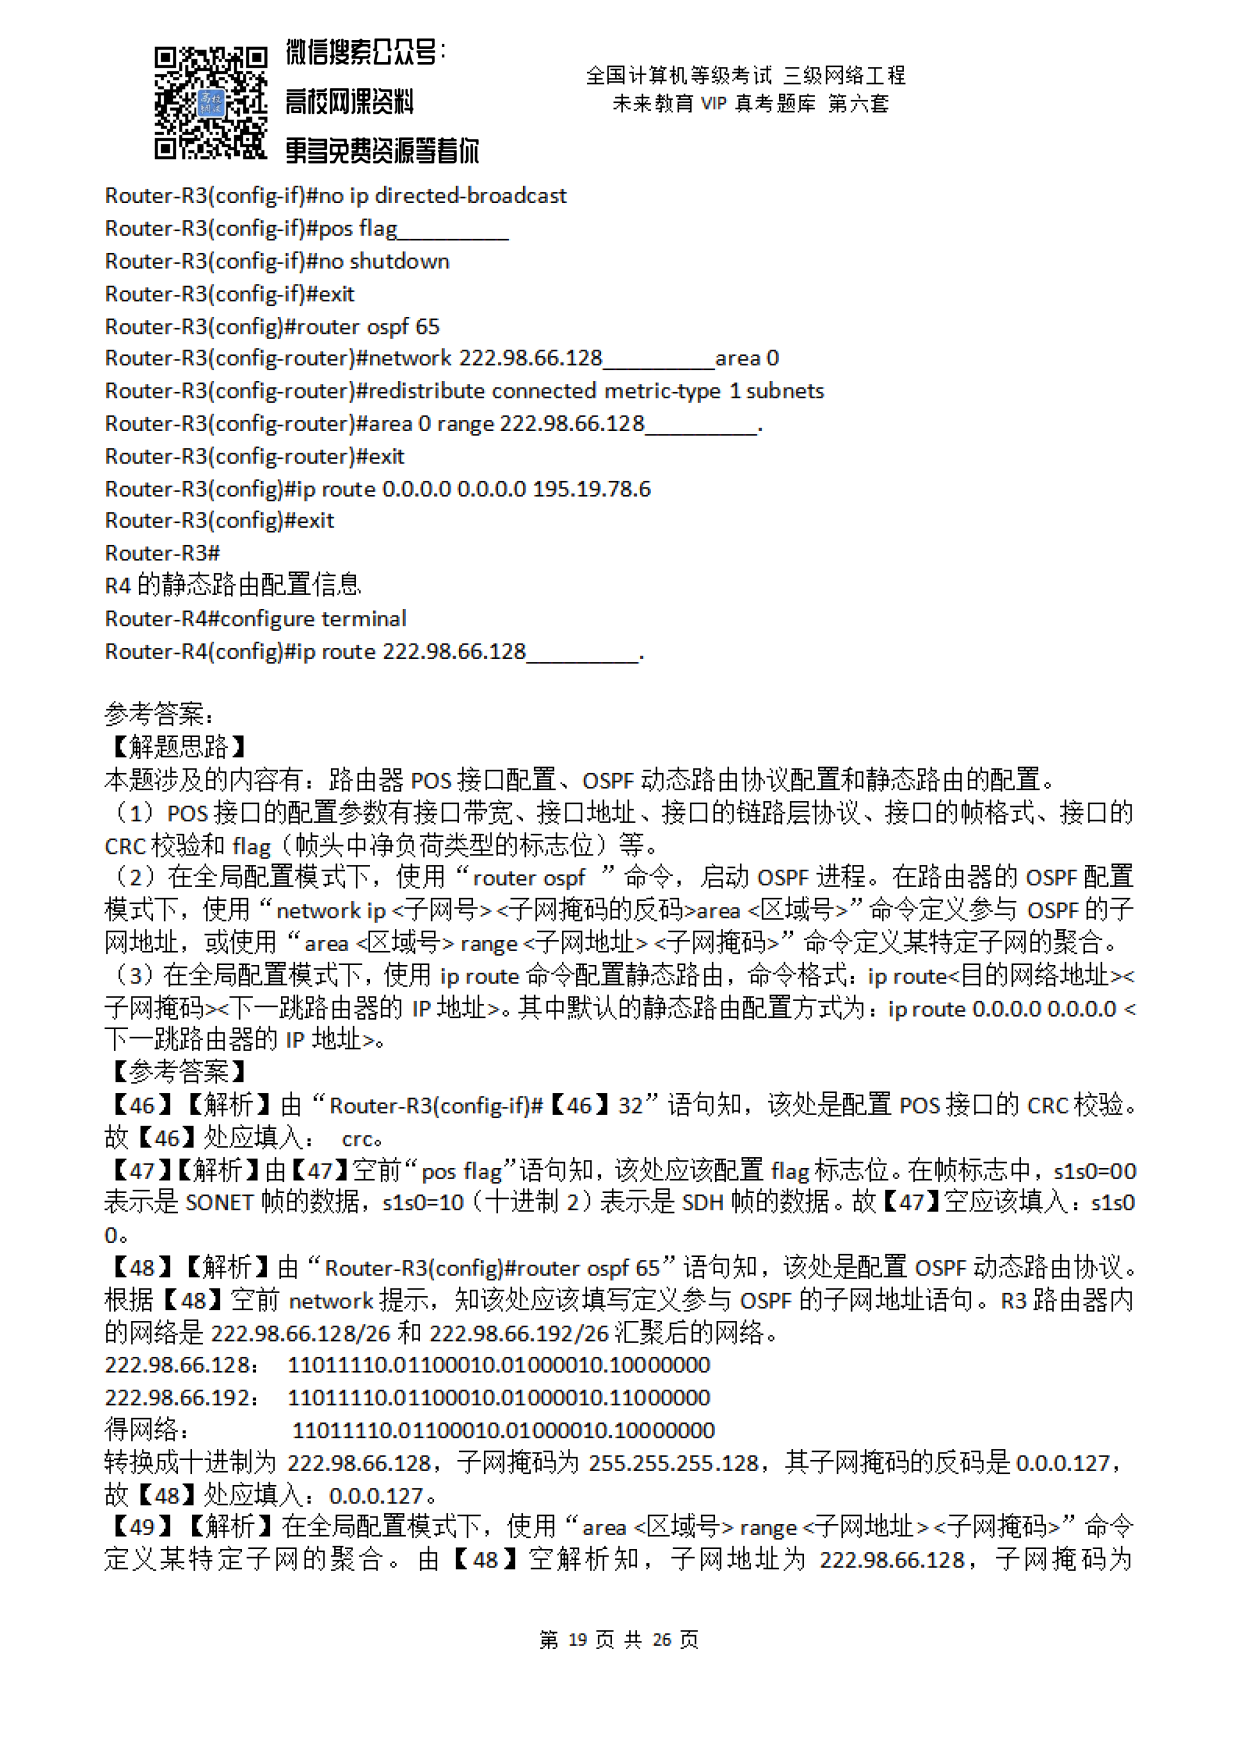 微信搜索公众号：
高校网课资料
更多免费资源等着你
全国计算机等级考试 三级网络工程
未来教育 VIP 真考题库 第六套
Router-R3(config-if)#no ip directed-broadcast
Router-R3(config-if)#pos flag_________
Router-R3(config-if)#no shutdown
Router-R3(config-if)#exit
Router-R3(config)#router ospf 65
Router-R3(config-router)#network 222.98.66.128_________area 0
Router-R3(config-router)#redistribute connected metric-type 1 subnets
Router-R3(config-router)#area 0 range 222.98.66.128_________.
Router-R3(config-router)#exit
Router-R3(config)#ip route 0.0.0.0 0.0.0.0 195.19.78.6
Router-R3(config)#exit
Router-R3#
R4 的静态路由配置信息
Router-R4#configure terminal
Router-R4(config)#ip route 222.98.66.128_________.
参考答案：
【解题思路】
本题涉及的内容有：路由器 POS 接口配置、OSPF 动态路由协议配置和静态路由的配置。
（1）POS 接口的配置参数有接口带宽、接口地址、接口的链路层协议、接口的帧格式、接口的
CRC 校验和 flag（帧头中净负荷类型的标志位）等。
（2）在全局配置模式下，使用“router ospf ”命令，启动 OSPF 进程。在路由器的 OSPF 配置
模式下，使用“network ip <子网号> <子网掩码的反码>area <区域号>”命令定义参与 OSPF 的子
网地址，或使用“area <区域号> range <子网地址> <子网掩码>”命令定义某特定子网的聚合。
（3）在全局配置模式下，使用 ip route 命令配置静态路由，命令格式：ip route<目的网络地址><
子网掩码><下一跳路由器的 IP 地址>。其中默认的静态路由配置方式为：ip route 0.0.0.0 0.0.0.0 <
下一跳路由器的 IP 地址>。
【参考答案】
【46】【解析】由“Router-R3(config-if)#【46】32”语句知，该处是配置 POS 接口的 CRC 校验。
故【46】处应填入： crc。
【47】【解析】由【47】空前“pos flag”语句知，该处应该配置 flag 标志位。在帧标志中，s1s0=00
表示是 SONET 帧的数据，s1s0=10（十进制 2）表示是 SDH 帧的数据。故【47】空应该填入：s1s0
0。
【48】【解析】由“Router-R3(config)#router ospf 65”语句知，该处是配置 OSPF 动态路由协议。
根据【48】空前 network 提示，知该处应该填写定义参与 OSPF 的子网地址语句。R3 路由器内
的网络是 222.98.66.128/26 和 222.98.66.192/26 汇聚后的网络。
222.98.66.128： 11011110.01100010.01000010.10000000
222.98.66.192： 11011110.01100010.01000010.11000000
得网络： 11011110.01100010.01000010.10000000
转换成十进制为 222.98.66.128，子网掩码为 255.255.255.128，其子网掩码的反码是 0.0.0.127，
故【48】处应填入：0.0.0.127。
【49】【解析】在全局配置模式下，使用“area <区域号> range <子网地址> <子网掩码>”命令
定义某特定子网的聚合。由【48】空解析知，子网地址为 222.98.66.128，子网掩码为
第 19 页 共 26 页